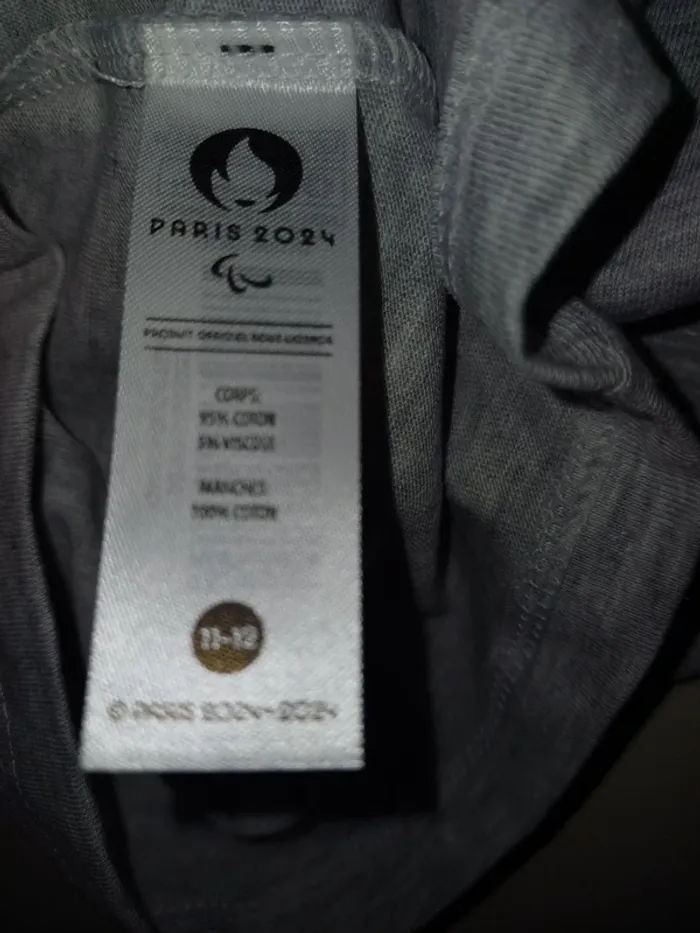 PARIS 2024
PRODUIT OFFICIEL SOUS LICENCE
CORPS:
95% COTON
5% VISCOSE
MANCHES:
100% COTON
11-12
© PARIS 2024-2024